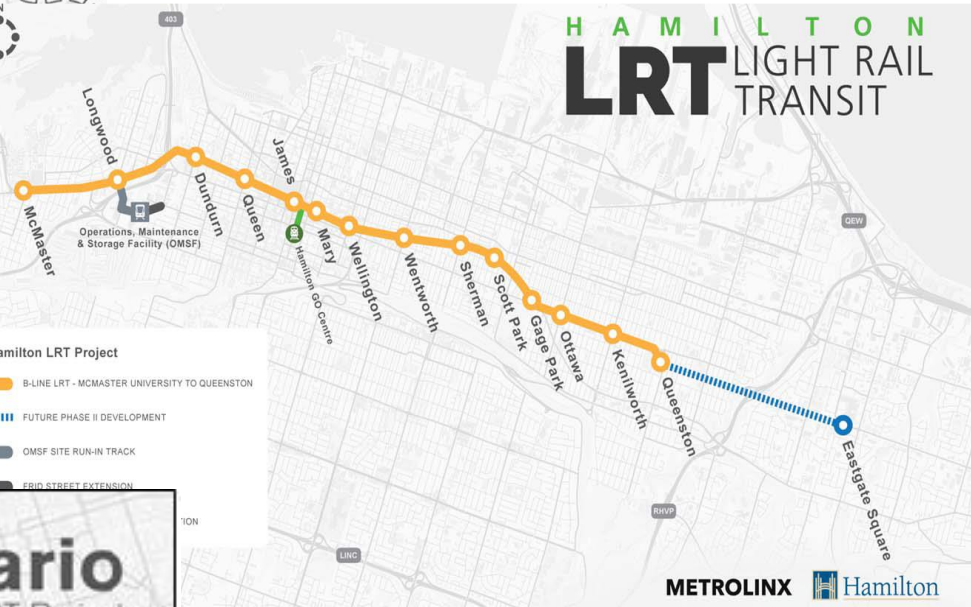 N
403
HAMILTON
LRT LIGHT RAIL
TRANSIT
Longwood
James
McMaster
Operations, Maintenance
& Storage Facility (OMSF)
Dundurn
Queen
Hamilton GO Centre
Mary
Wellington
Wentworth
Sherman
Scott Park
Gage Park
Ottawa
Kenilworth
Queenston
Eastgate Square
QEW
amilton LRT Project
B-LINE LRT - MCMASTER UNIVERSITY TO QUEENSTON
FUTURE PHASE II DEVELOPMENT
OMSF SITE RUN-IN TRACK
FRID STREET EXTENSION
TION
ario
RHVP
LINC
METROLINX
Hamilton